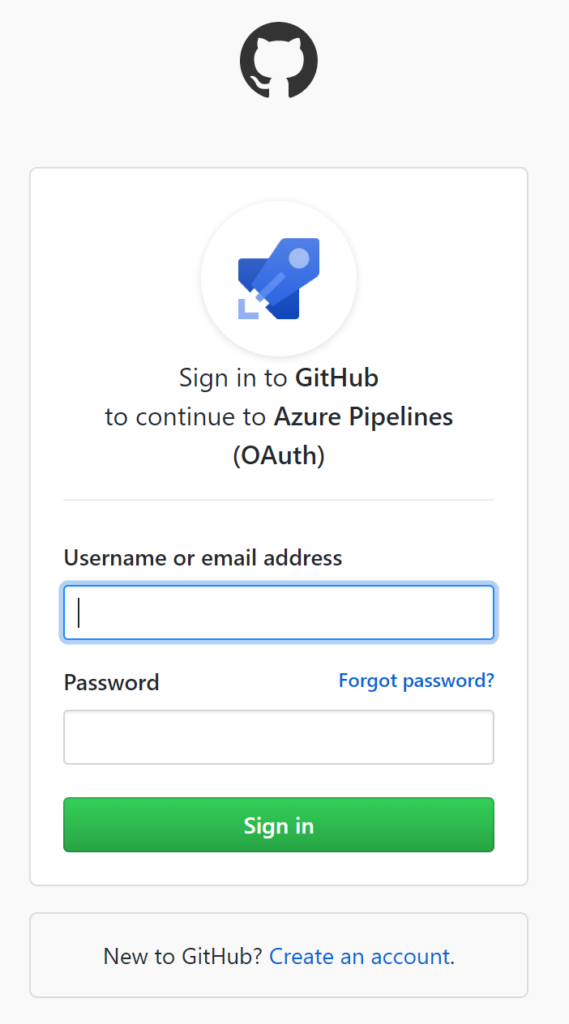 Sign in to GitHub
to continue to Azure Pipelines
(OAuth)
Username or email address
Password Forgot password?
Sign in
New to GitHub? Create an account.